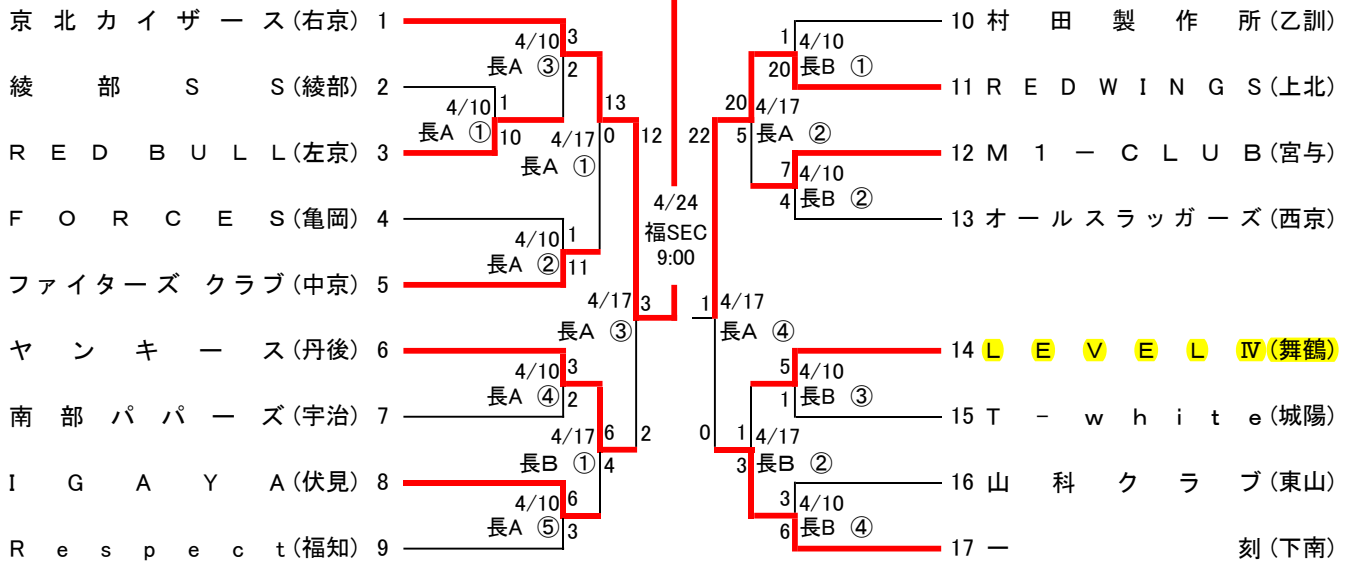 京北カイザース(右京) 1
綾部SS(綾部) 2
RED BULL(左京) 3
FORCES(亀岡) 4
ファイターズ クラブ(中京) 5
ヤンキース(丹後) 6
南部パパーズ(宇治) 7
IGAYA(伏見) 8
Respect(福知) 9
3
4/10
長A ③
2
1
4/10
長A ①
10
13
4/17
長A ①
0
1
4/10
長A ②
11
12
4/17
長A ③
2
3
4/10
長A ④
2
6
4/17
長B ①
4
6
4/10
長A ⑤
3
3
4/24
福SEC
9:00
1
22
4/17
長A ④
0
20
4/17
長A ②
5
1
4/10
長B ①
20
7
4/10
長B ②
4
5
4/10
長B ③
1
1
4/17
長B ②
3
3
4/10
長B ④
6
10 村田製作所(乙訓)
11 REDWINGS(上北)
12 M1－CLUB(宮与)
13 オールスラッガーズ(西京)
14 LEVELⅣ(舞鶴)
15 T-white(城陽)
16 山科クラブ(東山)
17 一刻(下南)